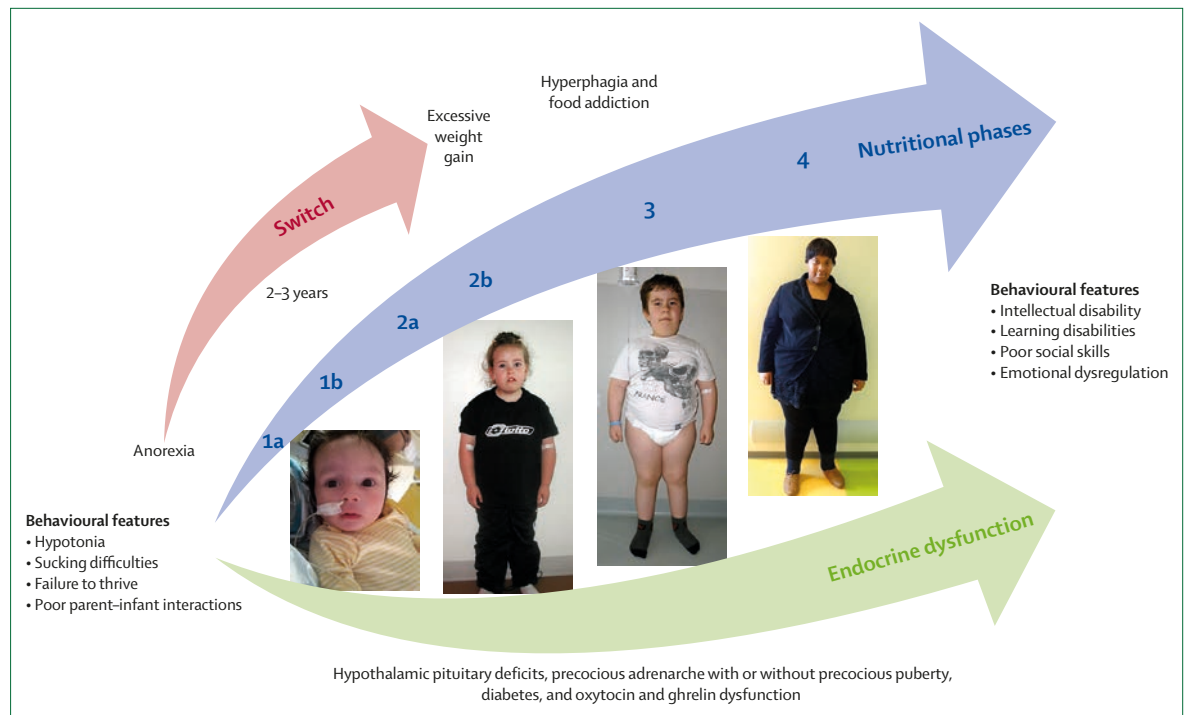 Hyperphagia and
food addiction
Excessive
weight
gain
Nutritional phases
4
3
Switch
2b
2–3 years
2a
1b
1a
Anorexia
Behavioural features
• Intellectual disability
• Learning disabilities
• Poor social skills
• Emotional dysregulation
lotto
FRANCE
Behavioural features
• Hypotonia
• Sucking difficulties
• Failure to thrive
• Poor parent–infant interactions
Endocrine dysfunction
Hypothalamic pituitary deficits, precocious adrenarche with or without precocious puberty,
diabetes, and oxytocin and ghrelin dysfunction